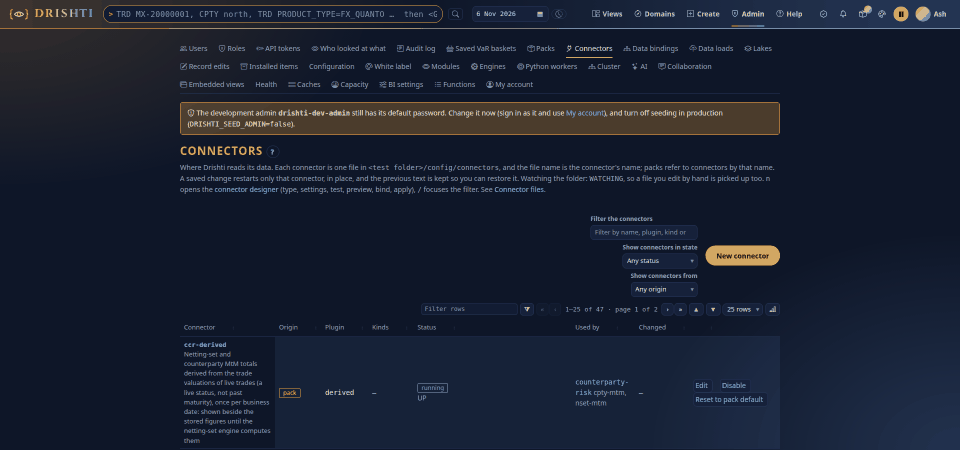 {👁} DRISHTI
> TRD MX-20000001, CPTY north, TRD PRODUCT_TYPE=FX_QUANTO … then <G
6 Nov 2026
Views Domains Create Admin Help Ash
Users Roles API tokens Who looked at what Audit log Saved VaR baskets Packs Connectors Data bindings Data loads Lakes
Record edits Installed items Configuration White label Modules Engines Python workers Cluster AI Collaboration
Embedded views Health Caches Capacity BI settings Functions My account
The development admin drishti-dev-admin still has its default password. Change it now (sign in as it and use My account), and turn off seeding in production
(DRISHTI_SEED_ADMIN=false).
CONNECTORS ?
Where Drishti reads its data. Each connector is one file in <test folder>/config/connectors, and the file name is the connector's name; packs refer to connectors by that name.
A saved change restarts only that connector, in place, and the previous text is kept so you can restore it. Watching the folder: WATCHING, so a file you edit by hand is picked up too. n
opens the connector designer (type, settings, test, preview, bind, apply), / focuses the filter. See Connector files.
Filter the connectors
Filter by name, plugin, kind or
Show connectors in state
Any status
New connector
Show connectors from
Any origin
Filter rows
1–25 of 47 · page 1 of 2
25 rows
Connector Origin Plugin Kinds Status Used by Changed
ccr-derived
Netting-set and
counterparty MtM totals
derived from the trade
valuations of live trades (a
live status, not past
maturity), once per business
date: shown beside the
stored figures until the
netting-set engine computes
them
pack
derived
—
running
UP
counterparty-
risk cpty-mtm,
nset-mtm
—
Edit Disable
Reset to pack default